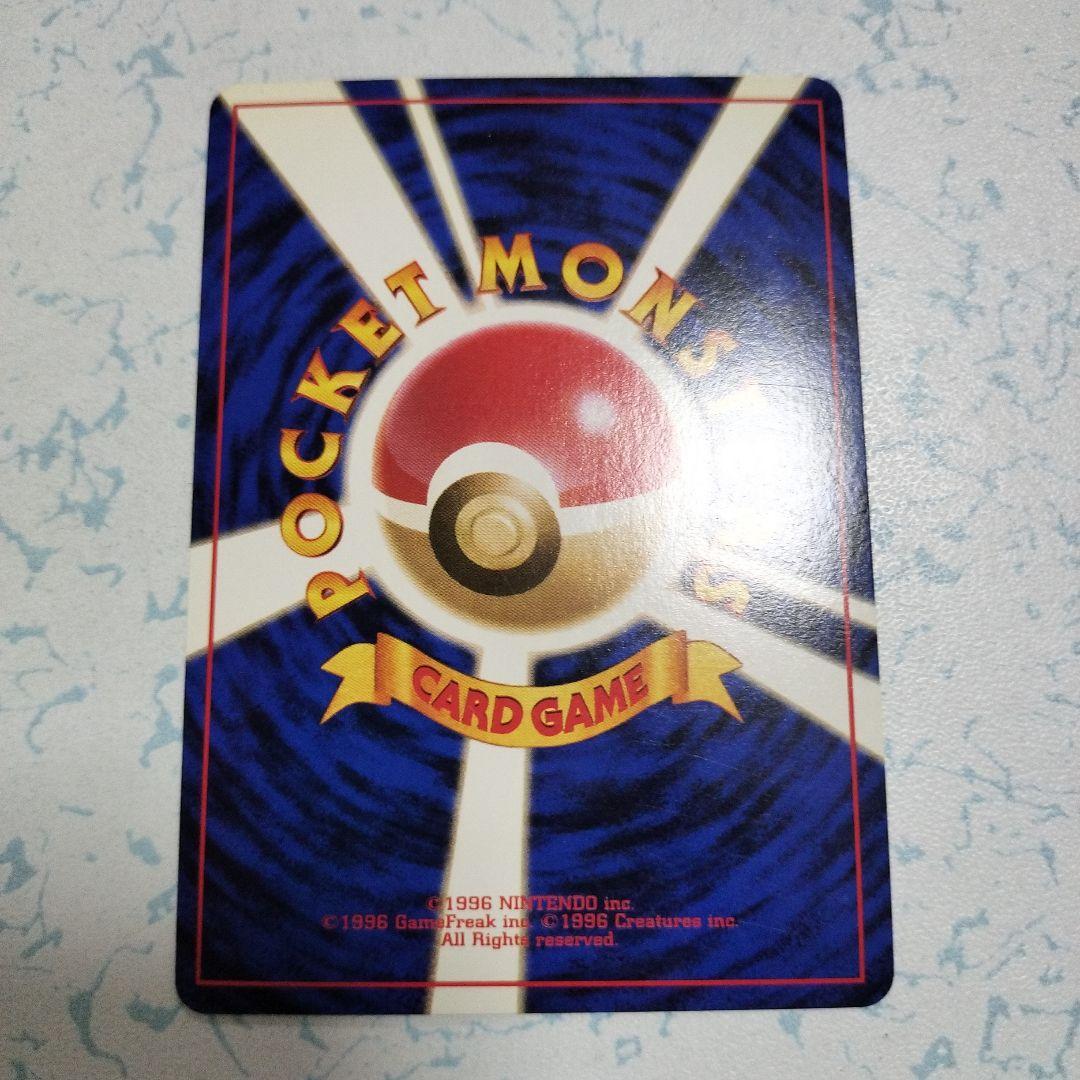 POCKET MONSTERS
CARD GAME
©1996 NINTENDO inc.
©1996 GameFreak inc. ©1996 Creatures inc.
All Rights reserved.